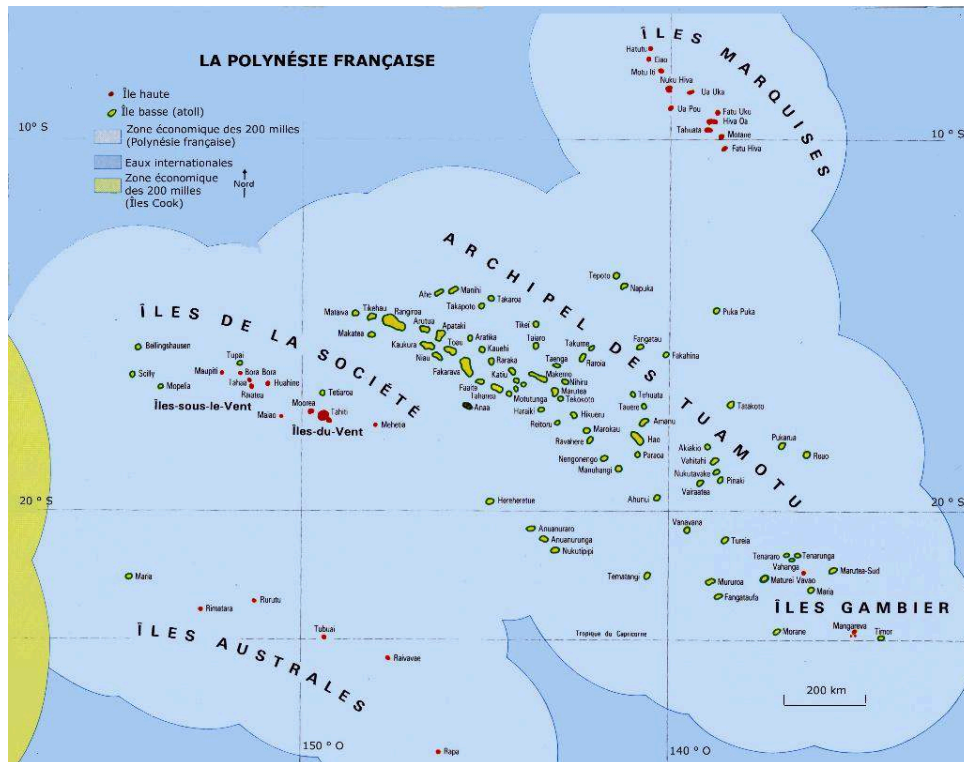 LA POLYNÉSIE FRANÇAISE
Île haute
Île basse (atoll)
Zone économique des 200 milles
(Polynésie française)
Eaux internationales
Zone économique
des 200 milles
(Îles Cook)
Nord
10° S
10° S
ÎLES MARQUISES
Hatutu
Eiao
Motu Iti
Nuku Hiva
Ua Uka
Ua Pou
Fatu Uku
Hiva Oa
Tahuata
Motane
Fatu Hiva
ARCHIPEL DES TUAMOTU
Tepoto
Napuka
Ahe
Manihi
Takaroa
Takapoto
Puka Puka
Mataiva
Tikehau
Rangiroa
Arutua
Apataki
Tikei
Makatea
Kaukura
Toau
Aratika
Taiaro
Takume
Fangatau
Niau
Kauehi
Raraka
Taenga
Raroia
Fakahina
Fakarava
Katiu
Makemo
Nihiru
Faaite
Tahanea
Marutea
Tehuata
Motutunga
Tekokoto
Tauere
Tatakoto
Anaa
Haraiki
Hikueru
Amanu
Reitoru
Marokau
Hao
Ravahere
Akiakio
Pukarua
Reao
Nengonengo
Paraoa
Vahitahi
Manuhangi
Nukutavake
Pinaki
Vairaatea
Ahunui
Hereheretue
ÎLES DE LA SOCIÉTÉ
Bellingshausen
Tupai
Scilly
Maupiti
Bora Bora
Mopelia
Tahaa
Huahine
Raiatea
Tetiaroa
Îles-sous-le-Vent
Moorea
Maiao
Tahiti
Îles-du-Vent
Mehetia
20° S
20° S
Anuanuraro
Anuanurunga
Nukutipipi
Vanavana
Tureia
Tenararo
Tenarunga
Vahanga
Marutea-Sud
Maria
Tematangi
Mururoa
Maturei Vavao
Maria
Fangataufa
ÎLES GAMBIER
Rimatara
Rurutu
Mangareva
Morane
Timor
Tubuai
Tropique du Capricorne
ÎLES AUSTRALES
Raivavae
200 km
150 ° O
140 ° O
Rapa